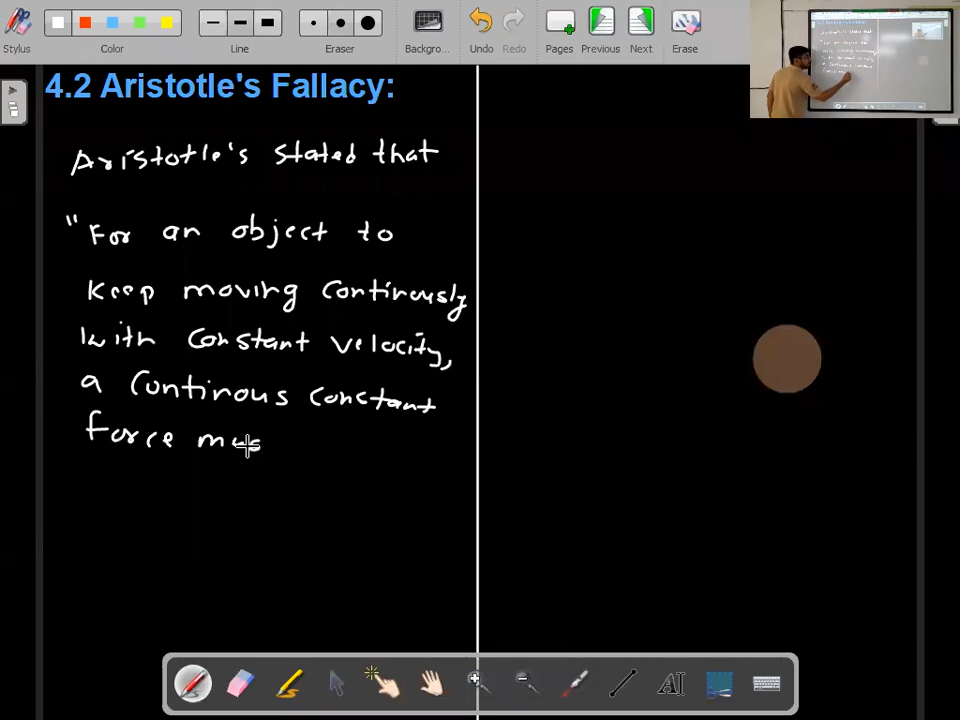 Stylus
Color
Line
Eraser
Backgro...
Undo
Redo
Pages
Previous
Next
Erase
4.2 Aristotle's Fallacy:
Aristotle's stated that
"For an object to
keep moving continously
with constant velocity,
a continous constant
force mus